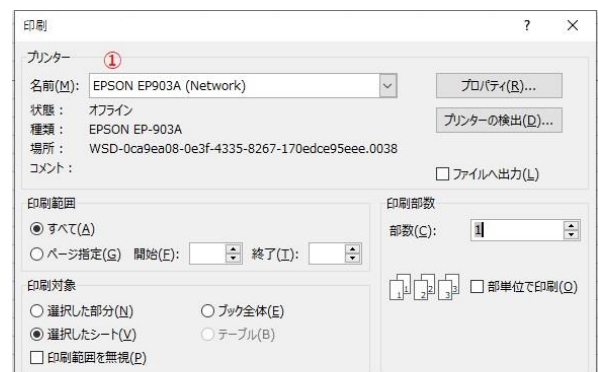 印刷 ? ×
プリンター ①
名前(M): EPSON EP903A (Network) プロパティ(R)...
状態: オフライン
種類: EPSON EP-903A プリンターの検出(D)...
場所: WSD-0ca9ea08-0e3f-4335-8267-170edce95eee.0038
コメント: ファイルへ出力(L)
印刷範囲 印刷部数
すべて(A) 部数(C): 1
ページ指定(G) 開始(F): 終了(T):
印刷対象
選択した部分(N) ブック全体(E) 1 1 2 2 3 3 部単位で印刷(O)
選択したシート(V) テーブル(B)
印刷範囲を無視(P)